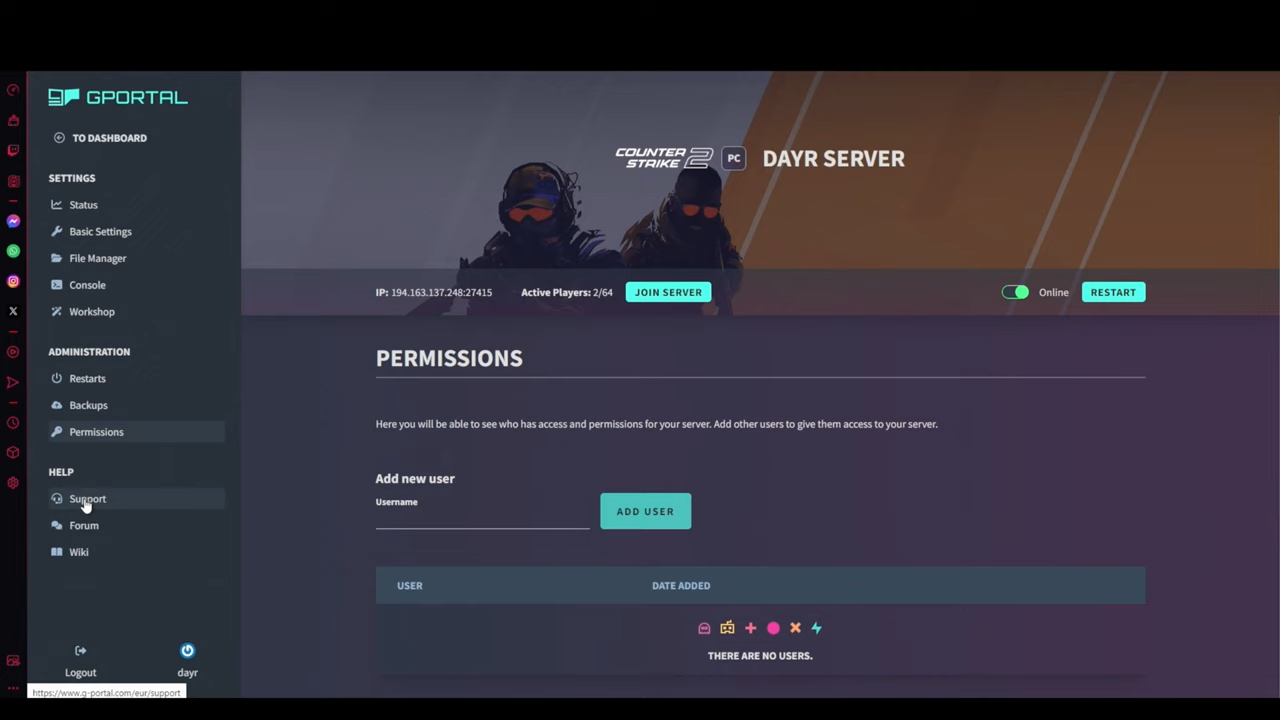 GPORTAL
TO DASHBOARD
SETTINGS
Status
Basic Settings
File Manager
Console
Workshop
ADMINISTRATION
Restarts
Backups
Permissions
HELP
Support
Forum
Wiki
Logout
dayr
https://www.g-portal.com/eur/support
COUNTER STRIKE 2 PC DAYR SERVER
IP: 194.163.137.248:27415 Active Players: 2/64 JOIN SERVER Online RESTART
PERMISSIONS
Here you will be able to see who has access and permissions for your server. Add other users to give them access to your server.
Add new user
Username
ADD USER
USER DATE ADDED
THERE ARE NO USERS.